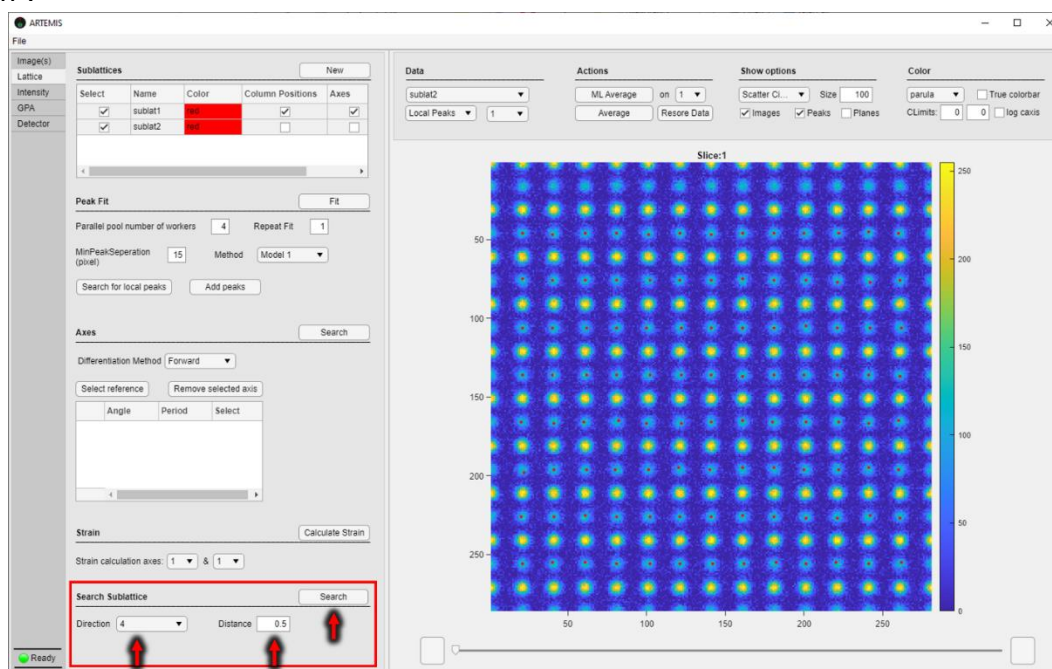 ARTEMIS
File
Image(s)
Lattice
Intensity
GPA
Detector
Sublattices New
Select Name Color Column Positions Axes
sublat1 red
sublat2 red
Peak Fit Fit
Parallel pool number of workers 4 Repeat Fit 1
MinPeakSeperation (pixel) 15 Method Model 1
Search for local peaks Add peaks
Axes Search
Differentiation Method Forward
Select reference Remove selected axis
Angle Period Select
Strain Calculate Strain
Strain calculation axes: 1 & 1
Search Sublattice Search
Direction 4 Distance 0.5
Ready
Data Actions Show options Color
sublat2 ML Average on 1 Scatter Ci... Size 100 parula True colorbar
Local Peaks 1 Average Resore Data Images Peaks Planes CLimits: 0 0 log caxis
Slice:1
50
100
150
200
250
50 100 150 200 250
250
200
150
100
50
0